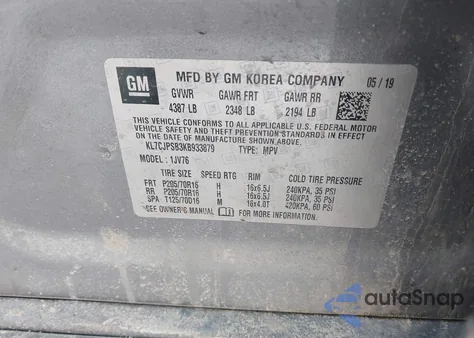 GM
MFD BY GM KOREA COMPANY 05/19
GVWR GAWR FRT GAWR RR
4387 LB 2348 LB 2194 LB
THIS VEHICLE CONFORMS TO ALL APPLICABLE U.S. FEDERAL MOTOR
VEHICLE SAFETY AND THEFT PREVENTION STANDARDS IN EFFECT
ON THE DATE OF MANUFACTURE SHOWN ABOVE.
KL7CJPSB3KB933879 TYPE: MPV
MODEL: 1JV76
TIRE SIZE SPEED RTG RIM COLD TIRE PRESSURE
FRT P205/70R16 H 16x6.5J 240KPA, 35 PSI
RR P205/70R16 H 16x6.5J 240KPA, 35 PSI
SPA T125/70D16 M 16x4.0T 420KPA, 60 PSI
SEE OWNER'S MANUAL FOR MORE INFORMATION.
autoSnap